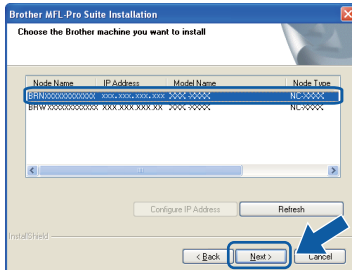 Brother MFL-Pro Suite Installation
Choose the Brother machine you want to install
Node Name IP Address Model Name Node Type
BRNXXXXXXXXXXXX xxx.xxx.xxx.xxx XXX-XXXX NC-XXXX
BRWXXXXXXXXXXXX XXX.XXX.XXX.XX XXX-XXXX NC-XXXX
Configure IP Address Refresh
InstallShield
< Back Next > Cancel